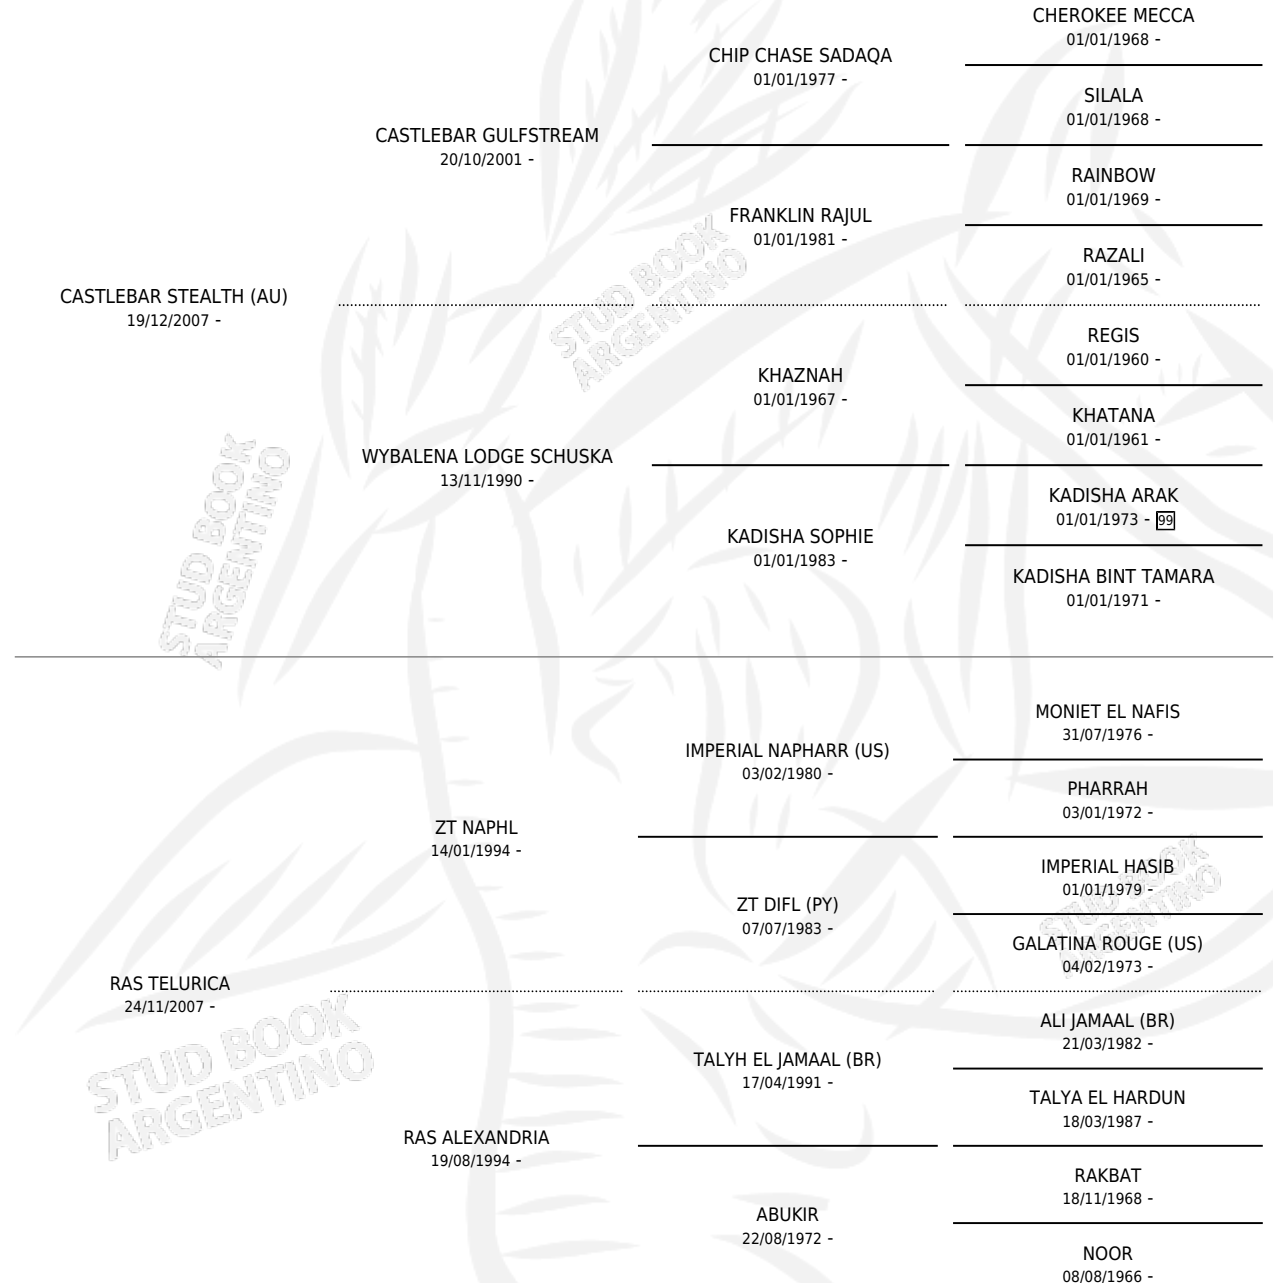 CHEROKEE MECCA
01/01/1968 -
CHIP CHASE SADAQA
01/01/1977 -
SILALA
01/01/1968 -
CASTLEBAR GULFSTREAM
20/10/2001 -
RAINBOW
01/01/1969 -
FRANKLIN RAJUL
01/01/1981 -
RAZALI
01/01/1965 -
CASTLEBAR STEALTH (AU)
19/12/2007 -
STUD BOOK
ARGENTINO
REGIS
01/01/1960 -
KHAZNAH
01/01/1967 -
KHATANA
01/01/1961 -
WYBALENA LODGE SCHUSKA
13/11/1990 -
KADISHA ARAK
01/01/1973 - 99
KADISHA SOPHIE
01/01/1983 -
KADISHA BINT TAMARA
01/01/1971 -
STUD BOOK
ARGENTINO
MONIET EL NAFIS
31/07/1976 -
IMPERIAL NAPHARR (US)
03/02/1980 -
PHARRAH
03/01/1972 -
ZT NAPHL
14/01/1994 -
IMPERIAL HASIB
01/01/1979 -
ZT DIFL (PY)
07/07/1983 -
GALATINA ROUGE (US)
04/02/1973 -
STUD BOOK
ARGENTINO
RAS TELURICA
24/11/2007 -
ALI JAMAAL (BR)
21/03/1982 -
TALYH EL JAMAAL (BR)
17/04/1991 -
TALYA EL HARDUN
18/03/1987 -
STUD BOOK
ARGENTINO
RAS ALEXANDRIA
19/08/1994 -
RAKBAT
18/11/1968 -
ABUKIR
22/08/1972 -
NOOR
08/08/1966 -